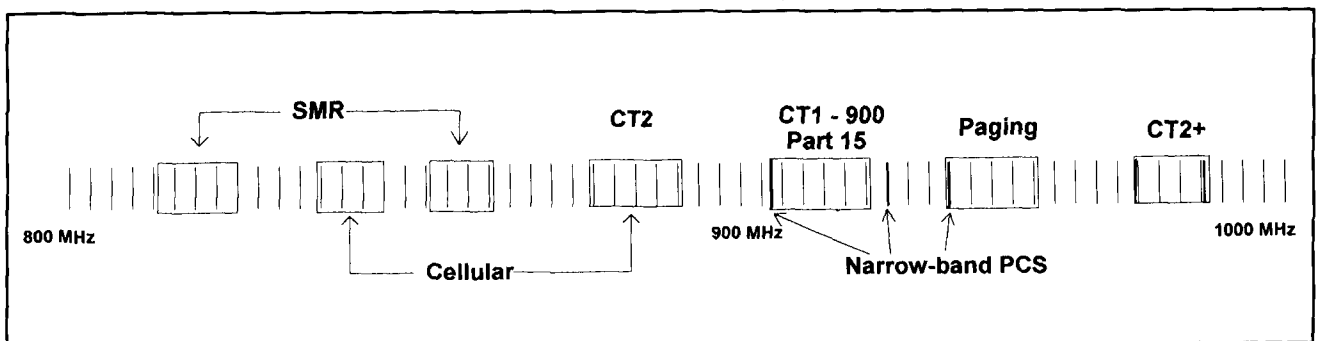 SMR
CT2
CT1 - 900
Part 15
Paging
CT2+
800 MHz
900 MHz
1000 MHz
Cellular
Narrow-band PCS